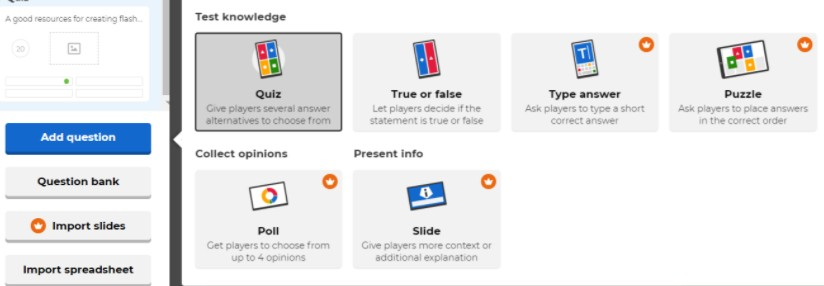 A good resources for creating flash...
20
Add question
Question bank
Import slides
Import spreadsheet
Test knowledge
Quiz
Give players several answer
alternatives to choose from
True or false
Let players decide if the
statement is true or false
Type answer
Ask players to type a short
correct answer
Puzzle
Ask players to place answers
in the correct order
Collect opinions
Poll
Get players to choose from
up to 4 opinions
Present info
Slide
Give players more context or
additional explanation